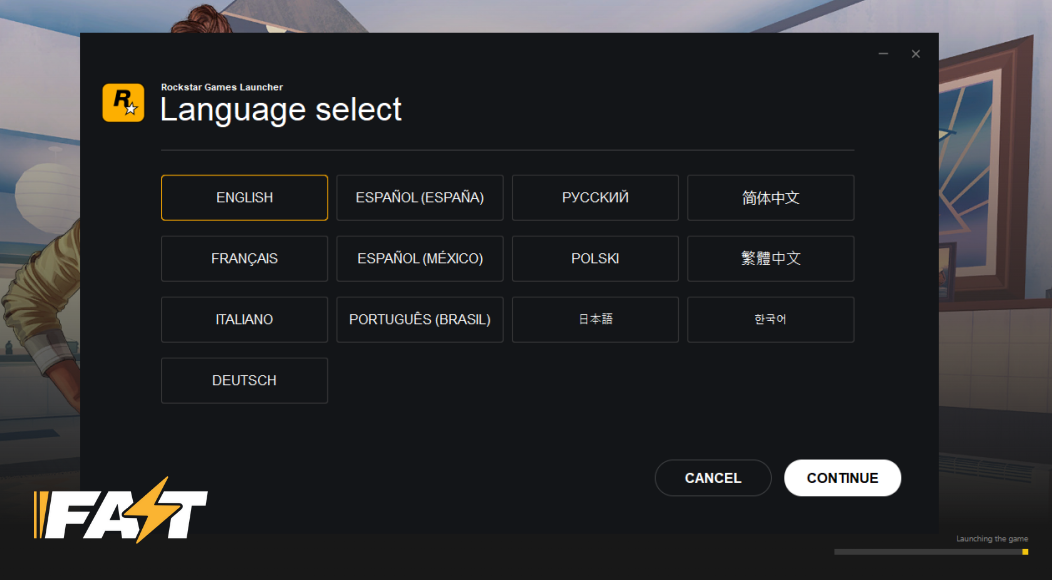 Rockstar Games Launcher
Language select
ENGLISH
ESPAÑOL (ESPAÑA)
РУССКИЙ
简体中文
FRANÇAIS
ESPAÑOL (MÉXICO)
POLSKI
繁體中文
ITALIANO
PORTUGUÊS (BRASIL)
日本語
한국어
DEUTSCH
CANCEL
CONTINUE
FAST
Launching the game